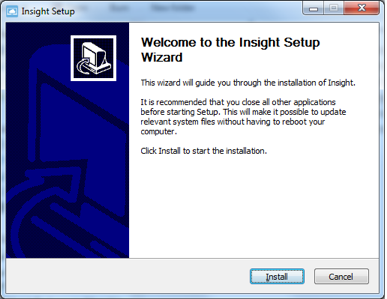 Insight Setup
Welcome to the Insight Setup
Wizard
This wizard will guide you through the installation of Insight.
It is recommended that you close all other applications
before starting Setup. This will make it possible to update
relevant system files without having to reboot your
computer.
Click Install to start the installation.
Install
Cancel